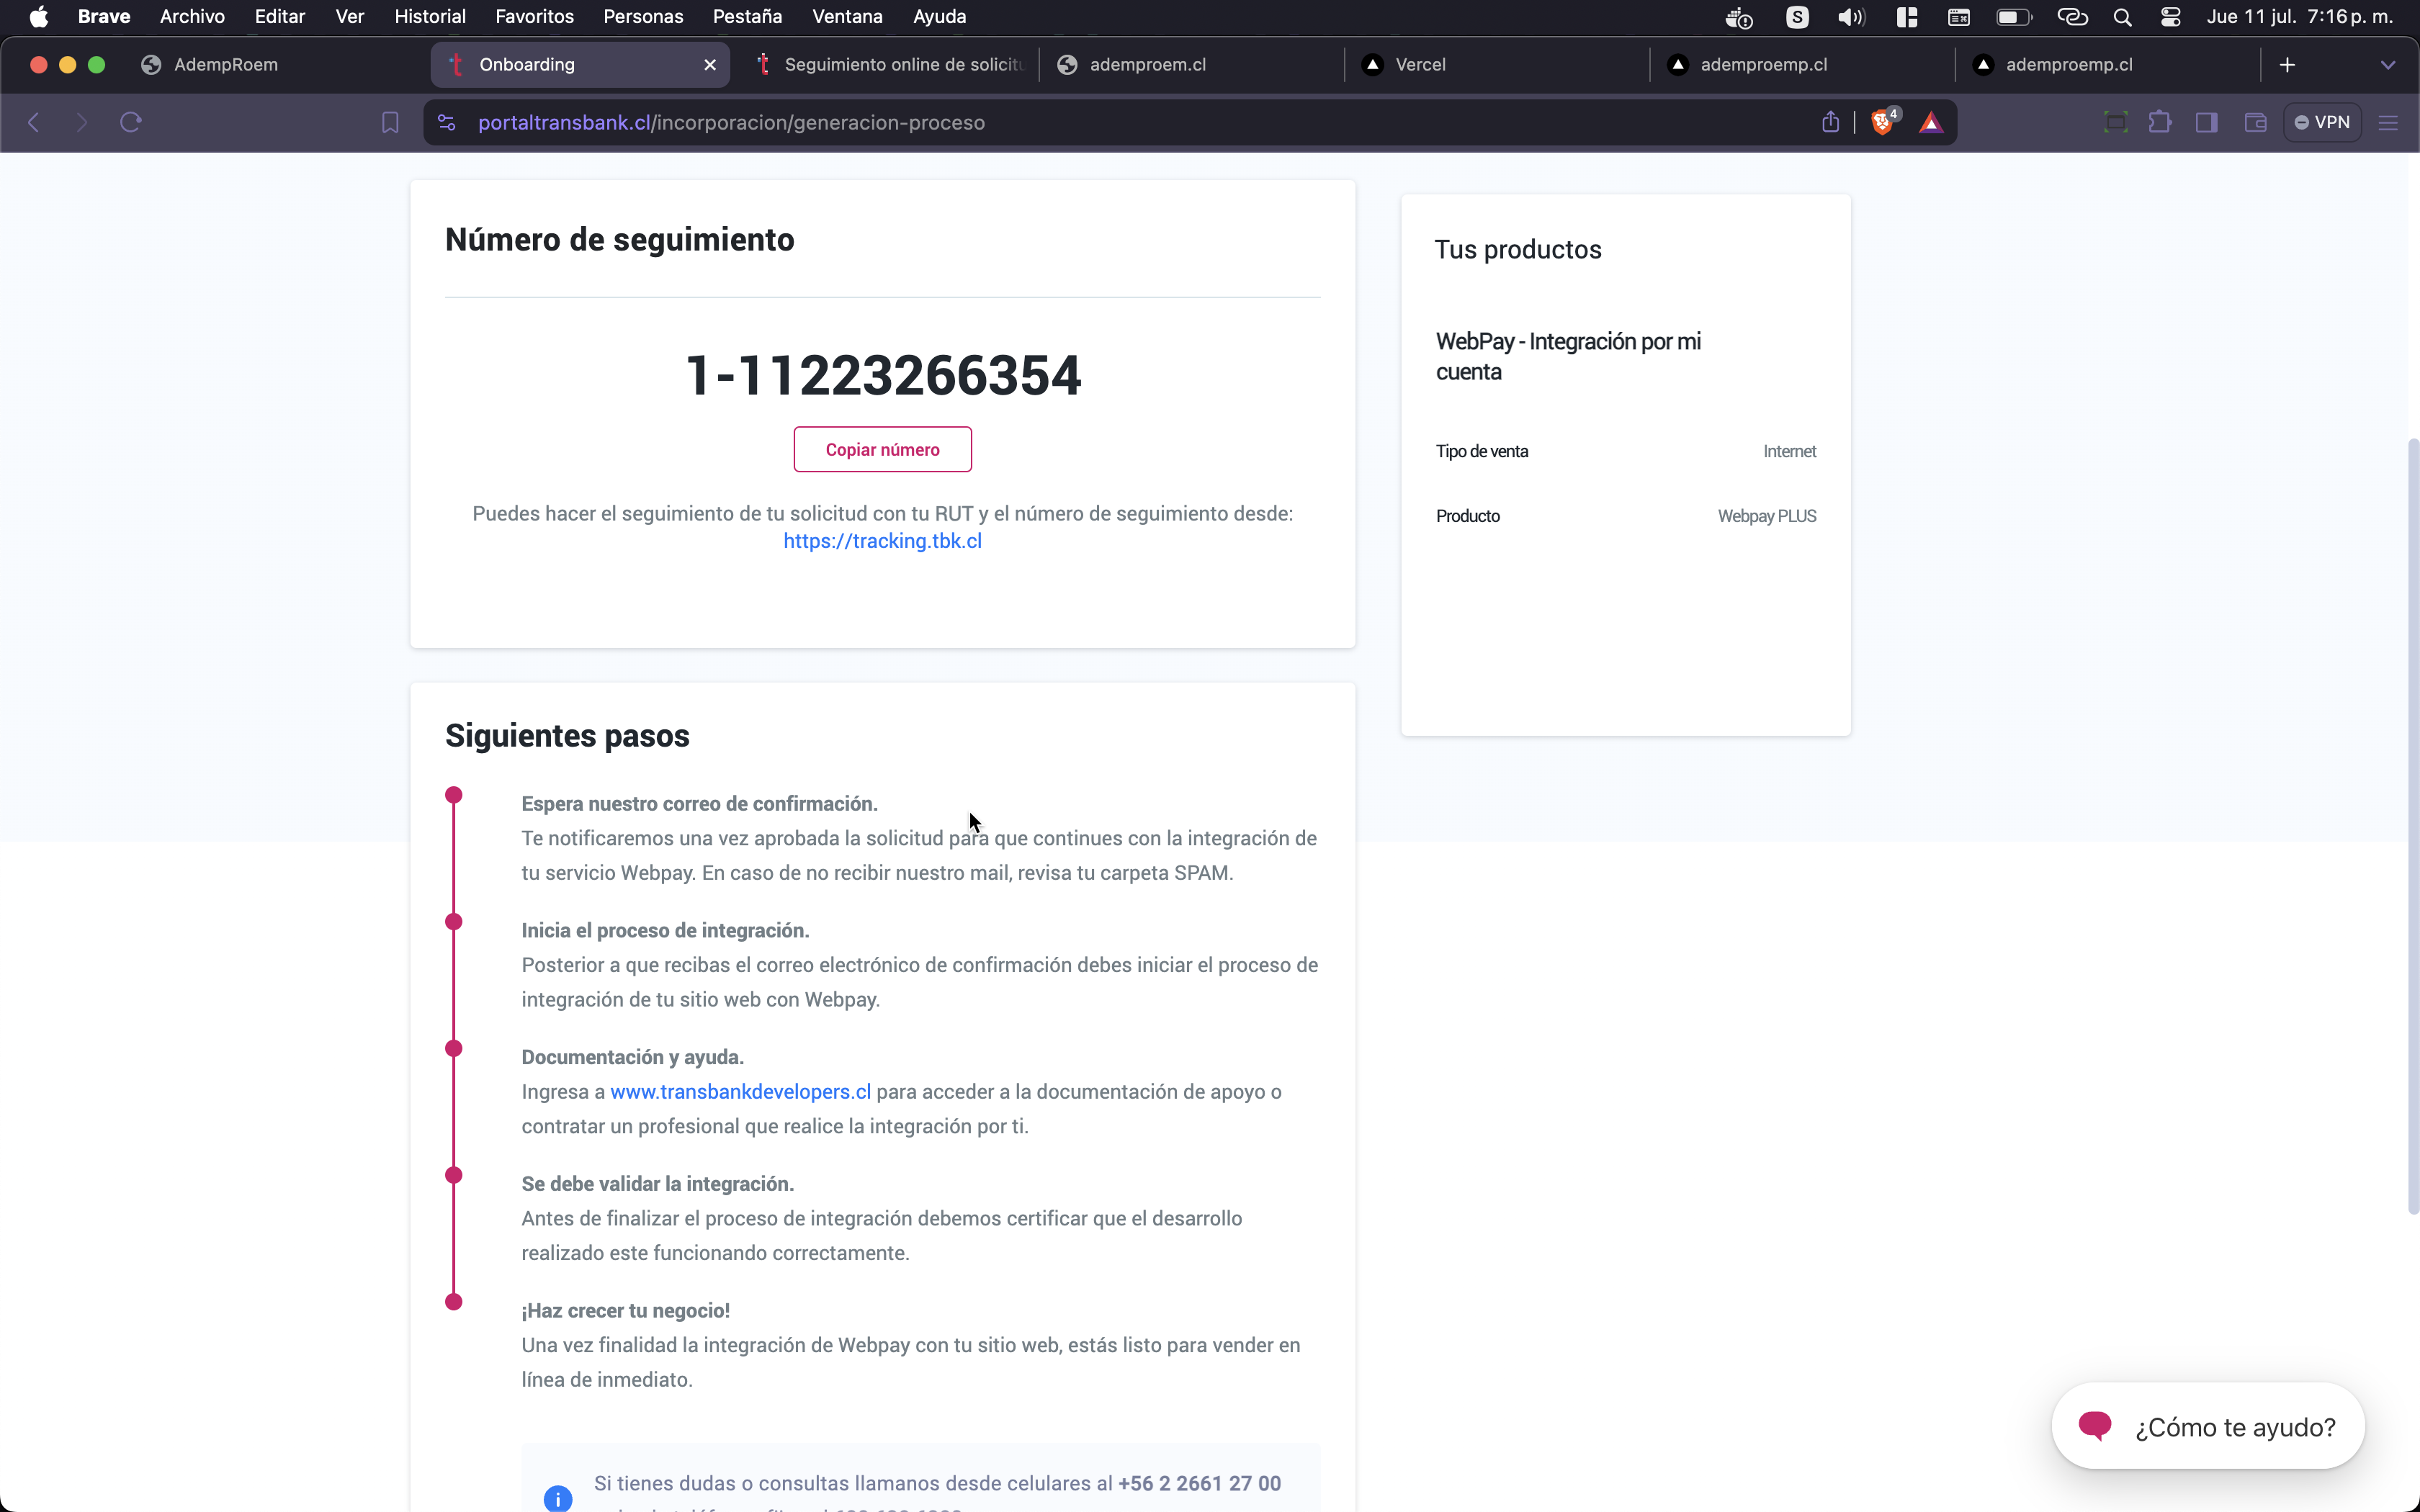 Brave Archivo Editar Ver Historial Favoritos Personas Pestaña Ventana Ayuda
S
Jue 11 jul. 7:16 p. m.
AdempRoem
Onboarding
Seguimiento online de solicitu
ademproem.cl
Vercel
ademproemp.cl
ademproemp.cl
portaltransbank.cl/incorporacion/generacion-proceso
4
VPN
Número de seguimiento
1-11223266354
Copiar número
Puedes hacer el seguimiento de tu solicitud con tu RUT y el número de seguimiento desde:
https://tracking.tbk.cl
Tus productos
WebPay - Integración por mi
cuenta
Tipo de venta Internet
Producto Webpay PLUS
Siguientes pasos
Espera nuestro correo de confirmación.
Te notificaremos una vez aprobada la solicitud para que continues con la integración de
tu servicio Webpay. En caso de no recibir nuestro mail, revisa tu carpeta SPAM.
Inicia el proceso de integración.
Posterior a que recibas el correo electrónico de confirmación debes iniciar el proceso de
integración de tu sitio web con Webpay.
Documentación y ayuda.
Ingresa a www.transbankdevelopers.cl para acceder a la documentación de apoyo o
contratar un profesional que realice la integración por ti.
Se debe validar la integración.
Antes de finalizar el proceso de integración debemos certificar que el desarrollo
realizado este funcionando correctamente.
¡Haz crecer tu negocio!
Una vez finalidad la integración de Webpay con tu sitio web, estás listo para vender en
línea de inmediato.
Si tienes dudas o consultas llamanos desde celulares al +56 2 2661 27 00
¿Cómo te ayudo?